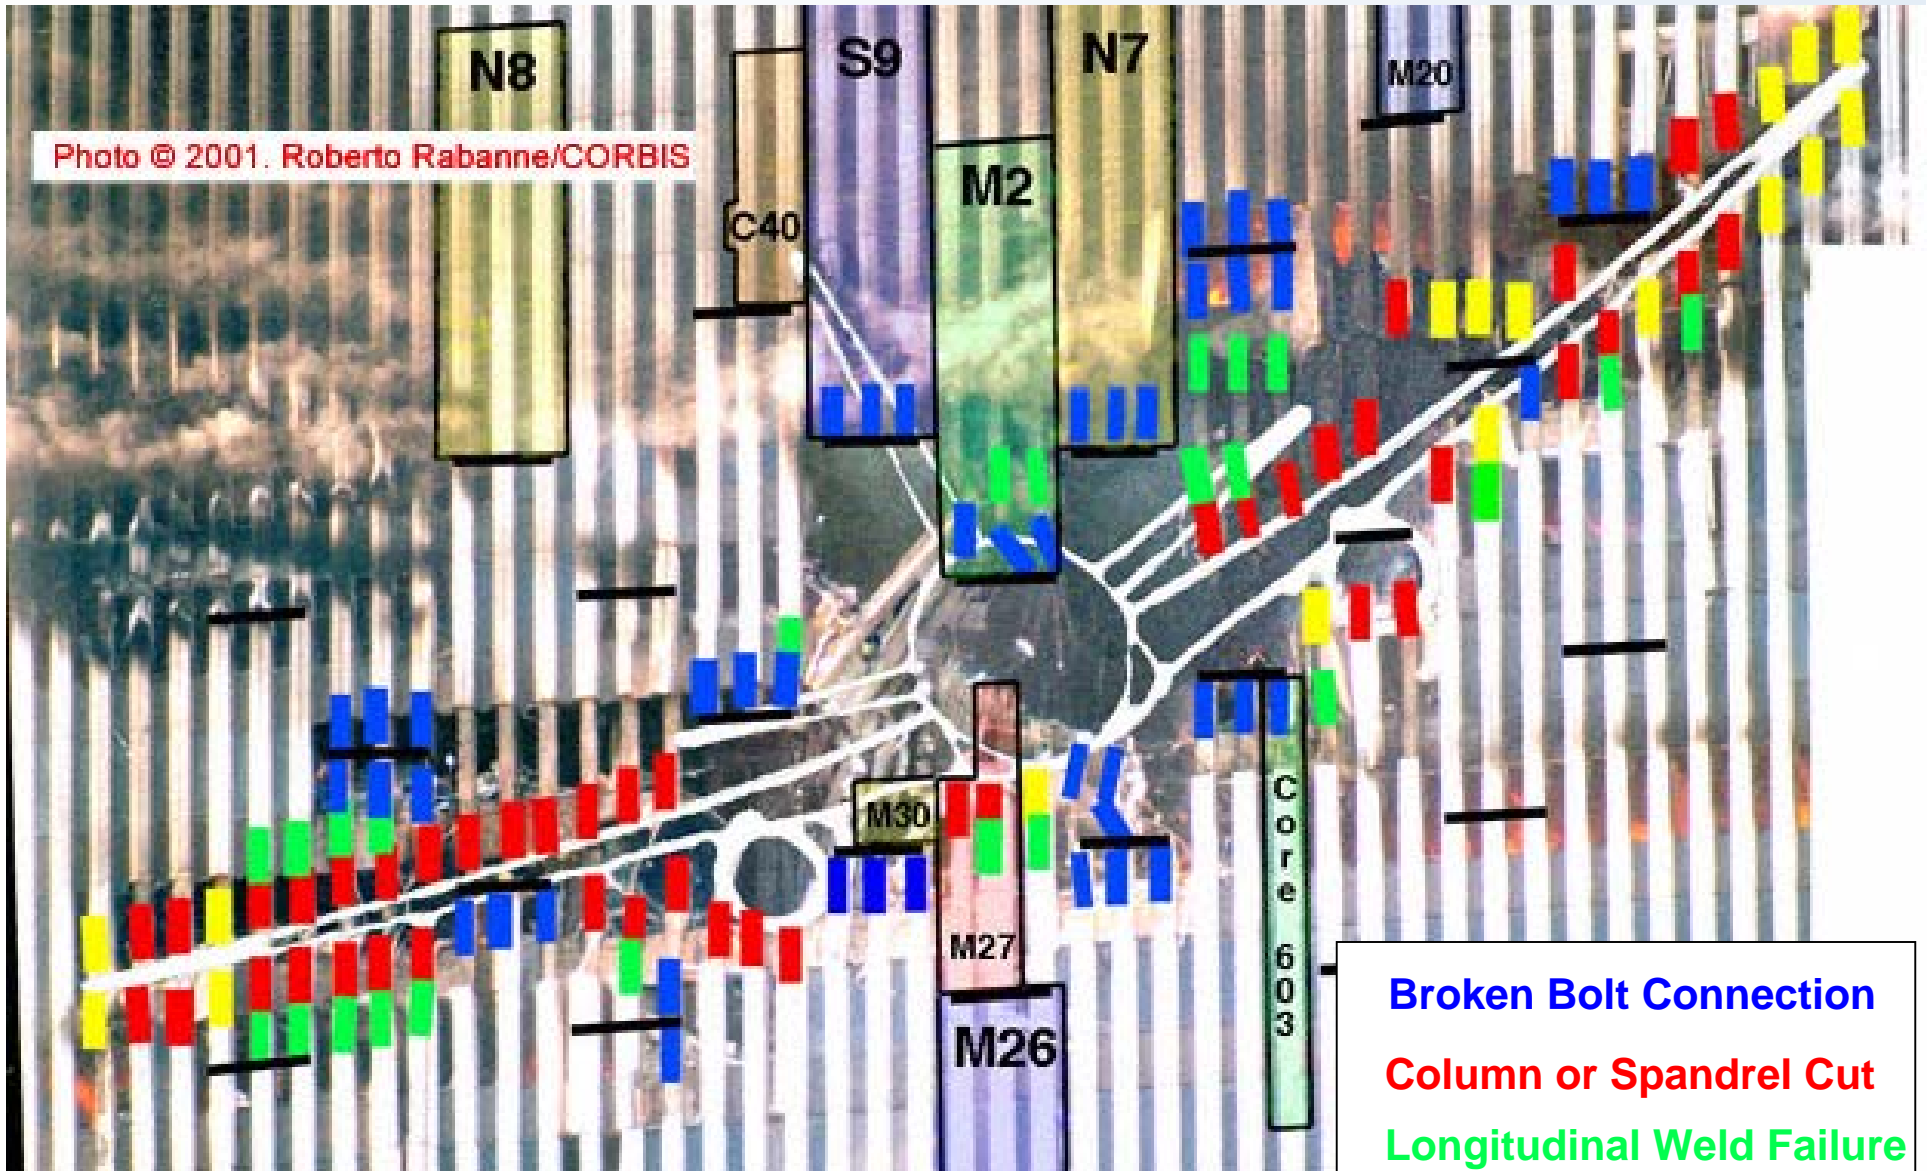 N8
S9
N7
M20
Photo © 2001. Roberto Rabanne/CORBIS
M2
C40
M30
Core 603
M27
M26
Broken Bolt Connection
Column or Spandrel Cut
Longitudinal Weld Failure